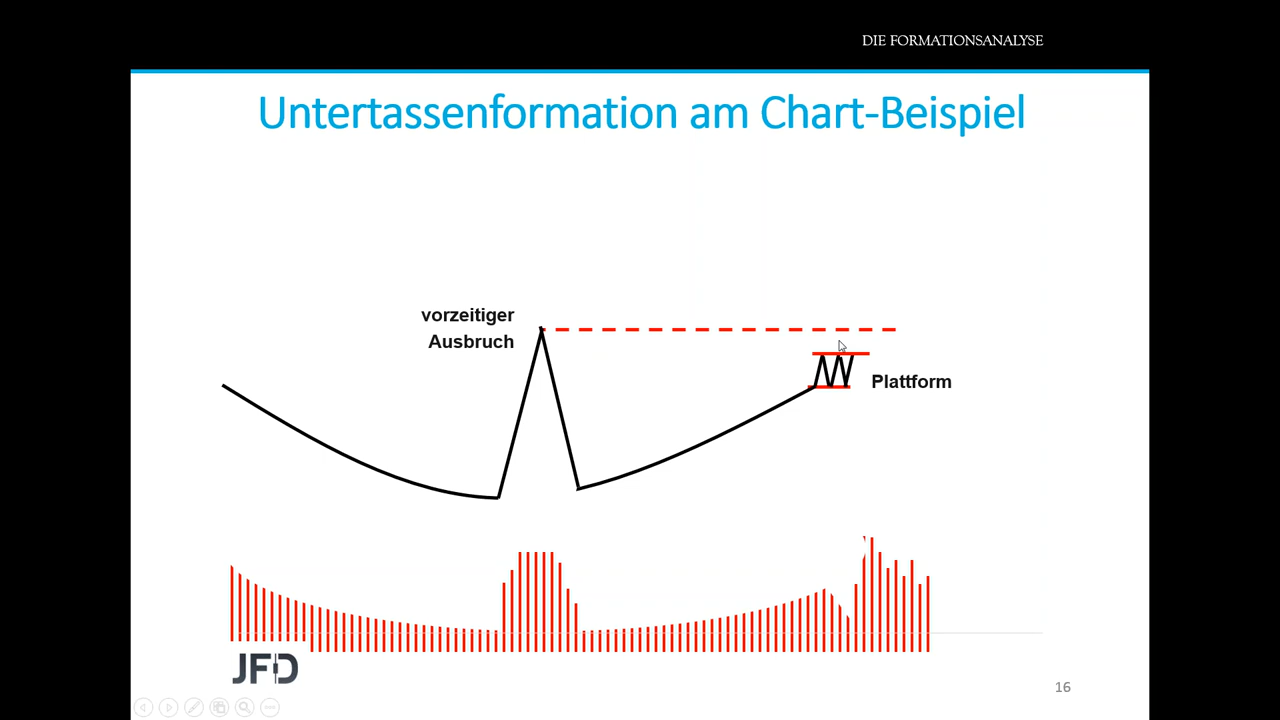 DIE FORMATIONSANALYSE
Untertassenformation am Chart-Beispiel
vorzeitiger
Ausbruch
Plattform
JFD
16